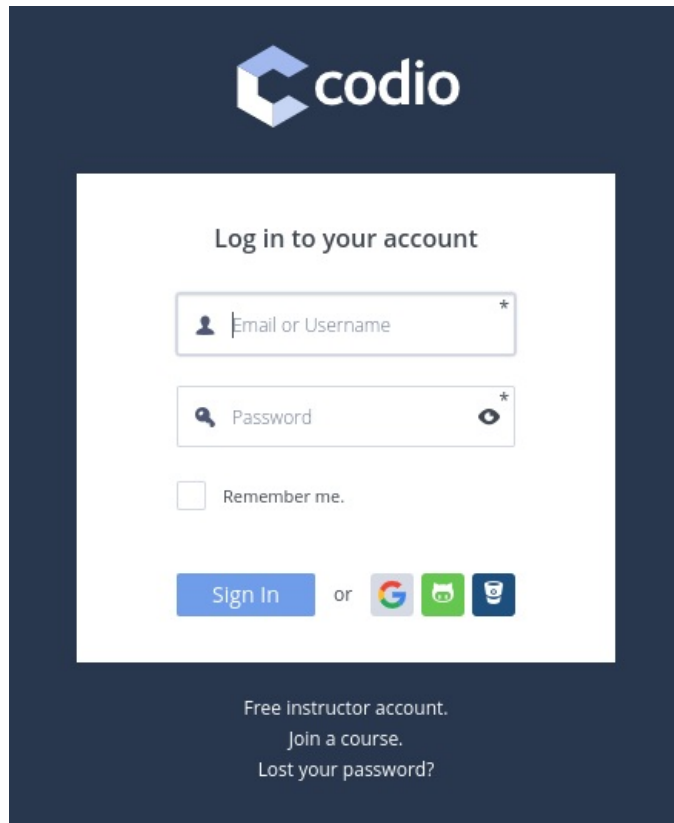 codio
Log in to your account
Email or Username *
Password *
Remember me.
Sign In or
Free instructor account.
Join a course.
Lost your password?